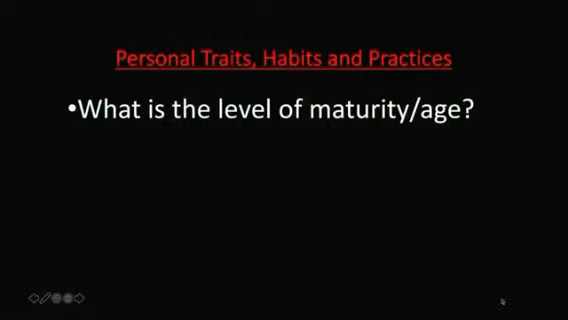 Personal Traits, Habits and Practices
•What is the level of maturity/age?